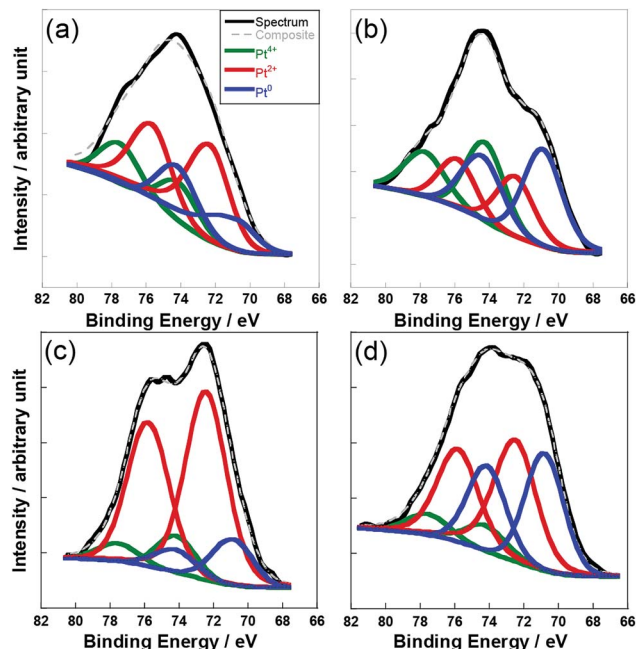 (a)
Spectrum
Composite
Pt4+
Pt2+
Pt0
Intensity / arbitrary unit
82 80 78 76 74 72 70 68 66
Binding Energy / eV
(b)
82 80 78 76 74 72 70 68 66
Binding Energy / eV
(c)
Intensity / arbitrary unit
82 80 78 76 74 72 70 68 66
Binding Energy / eV
(d)
82 80 78 76 74 72 70 68 66
Binding Energy / eV